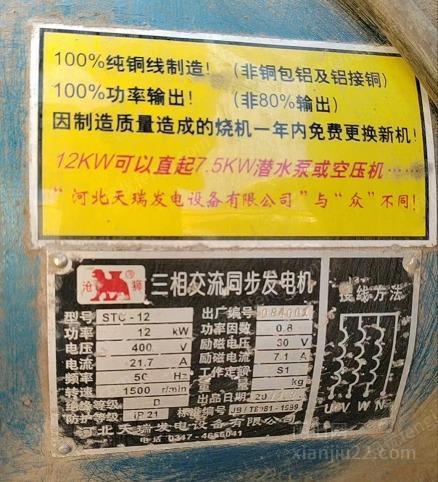 100%纯铜线制造！（非铜包铝及铝接铜）
100%功率输出！（非80%输出）
因制造质量造成的烧机一年内免费更换新机！
12KW可以直起7.5KW潜水泵或空压机……
“河北天瑞发电设备有限公司”与“众”不同！
沧 狮 ® 三相交流同步发电机
型号 STC-12 出厂编号
功率 12 kW 功率因数 0.8
电压 400 V 励磁电压 30 V
电流 21.7 A 励磁电流 7.1 A
频率 50 Hz 工作定额 S1
转速 1500 r/min 重量 kg
绝缘等级 B 出品日期 20
防护等级 IP21 标准编号 JB/T8981-1999
河北天瑞发电设备有限公司
电话 0317-4656041
接线方法
U V W N
xianjiu22.com